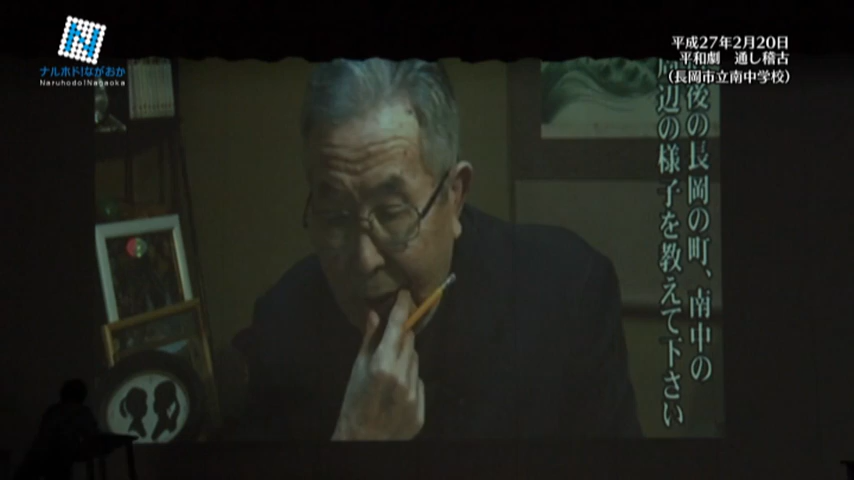 ナルホド!ながおか
Naruhodo!Nagaoka
平成27年2月20日
平和劇 通し稽古
(長岡市立南中学校)
後の長岡の町、南中の
辺の様子を教えて下さい